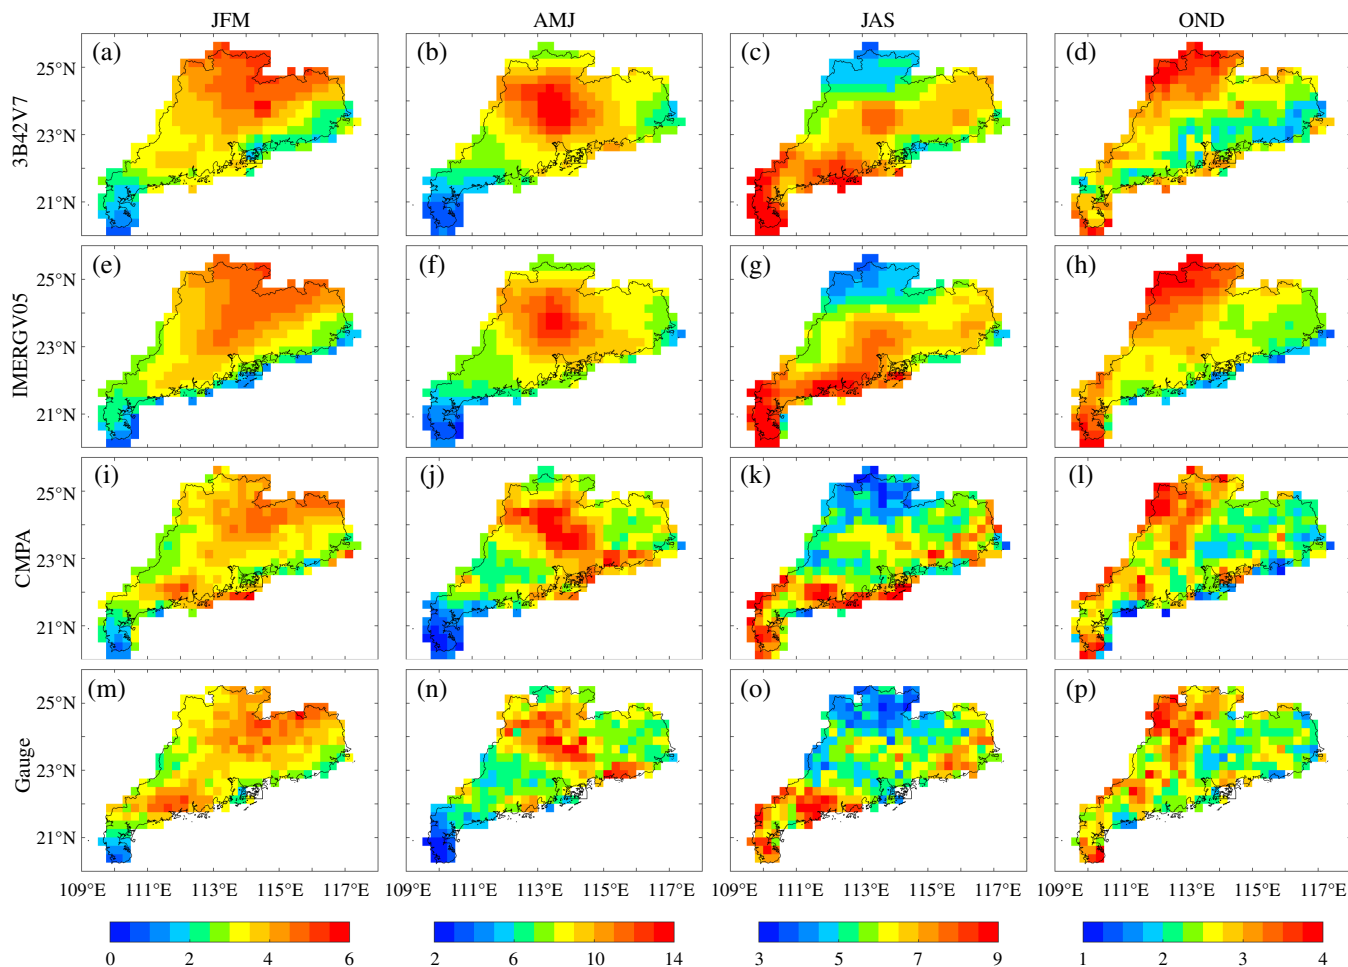 JFM AMJ JAS OND
3B42V7
(a) (b) (c) (d)
25°N
23°N
21°N
IMERGV05
(e) (f) (g) (h)
25°N
23°N
21°N
CMPA
(i) (j) (k) (l)
25°N
23°N
21°N
Gauge
(m) (n) (o) (p)
25°N
23°N
21°N
109°E 111°E 113°E 115°E 117°E 109°E 111°E 113°E 115°E 117°E 109°E 111°E 113°E 115°E 117°E 109°E 111°E 113°E 115°E 117°E
0 2 4 6 2 6 10 14 3 5 7 9 1 2 3 4